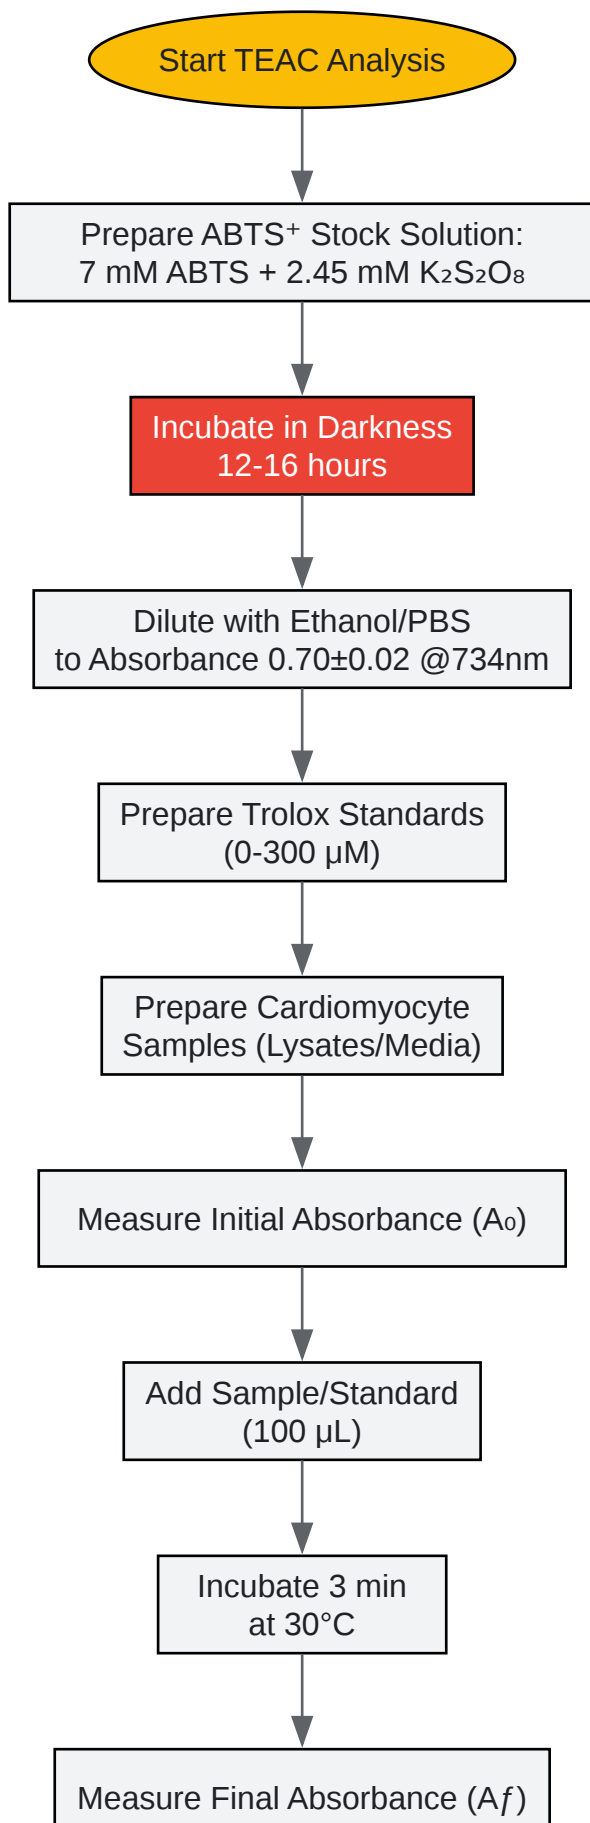 Start TEAC Analysis
Prepare ABTS⁺ Stock Solution:
7 mM ABTS + 2.45 mM K₂S₂O₈
Incubate in Darkness
12-16 hours
Dilute with Ethanol/PBS
to Absorbance 0.70±0.02 @734nm
Prepare Trolox Standards
(0-300 μM)
Prepare Cardiomyocyte
Samples (Lysates/Media)
Measure Initial Absorbance (A₀)
Add Sample/Standard
(100 μL)
Incubate 3 min
at 30°C
Measure Final Absorbance (Aƒ)